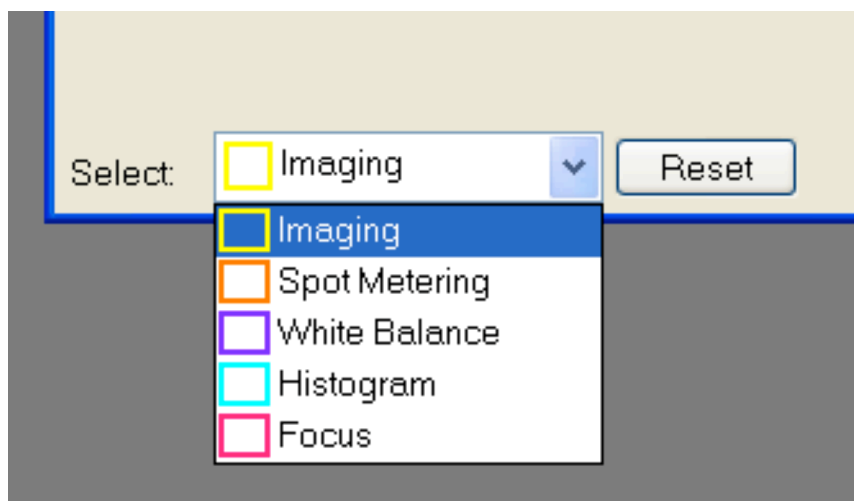 Select: Imaging Reset
Imaging
Spot Metering
White Balance
Histogram
Focus